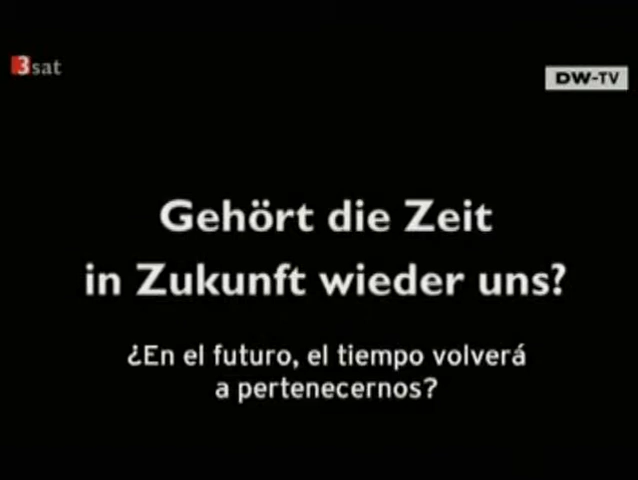 3sat
DW-TV
Gehört die Zeit
in Zukunft wieder uns?
¿En el futuro, el tiempo volverá
a pertenecernos?